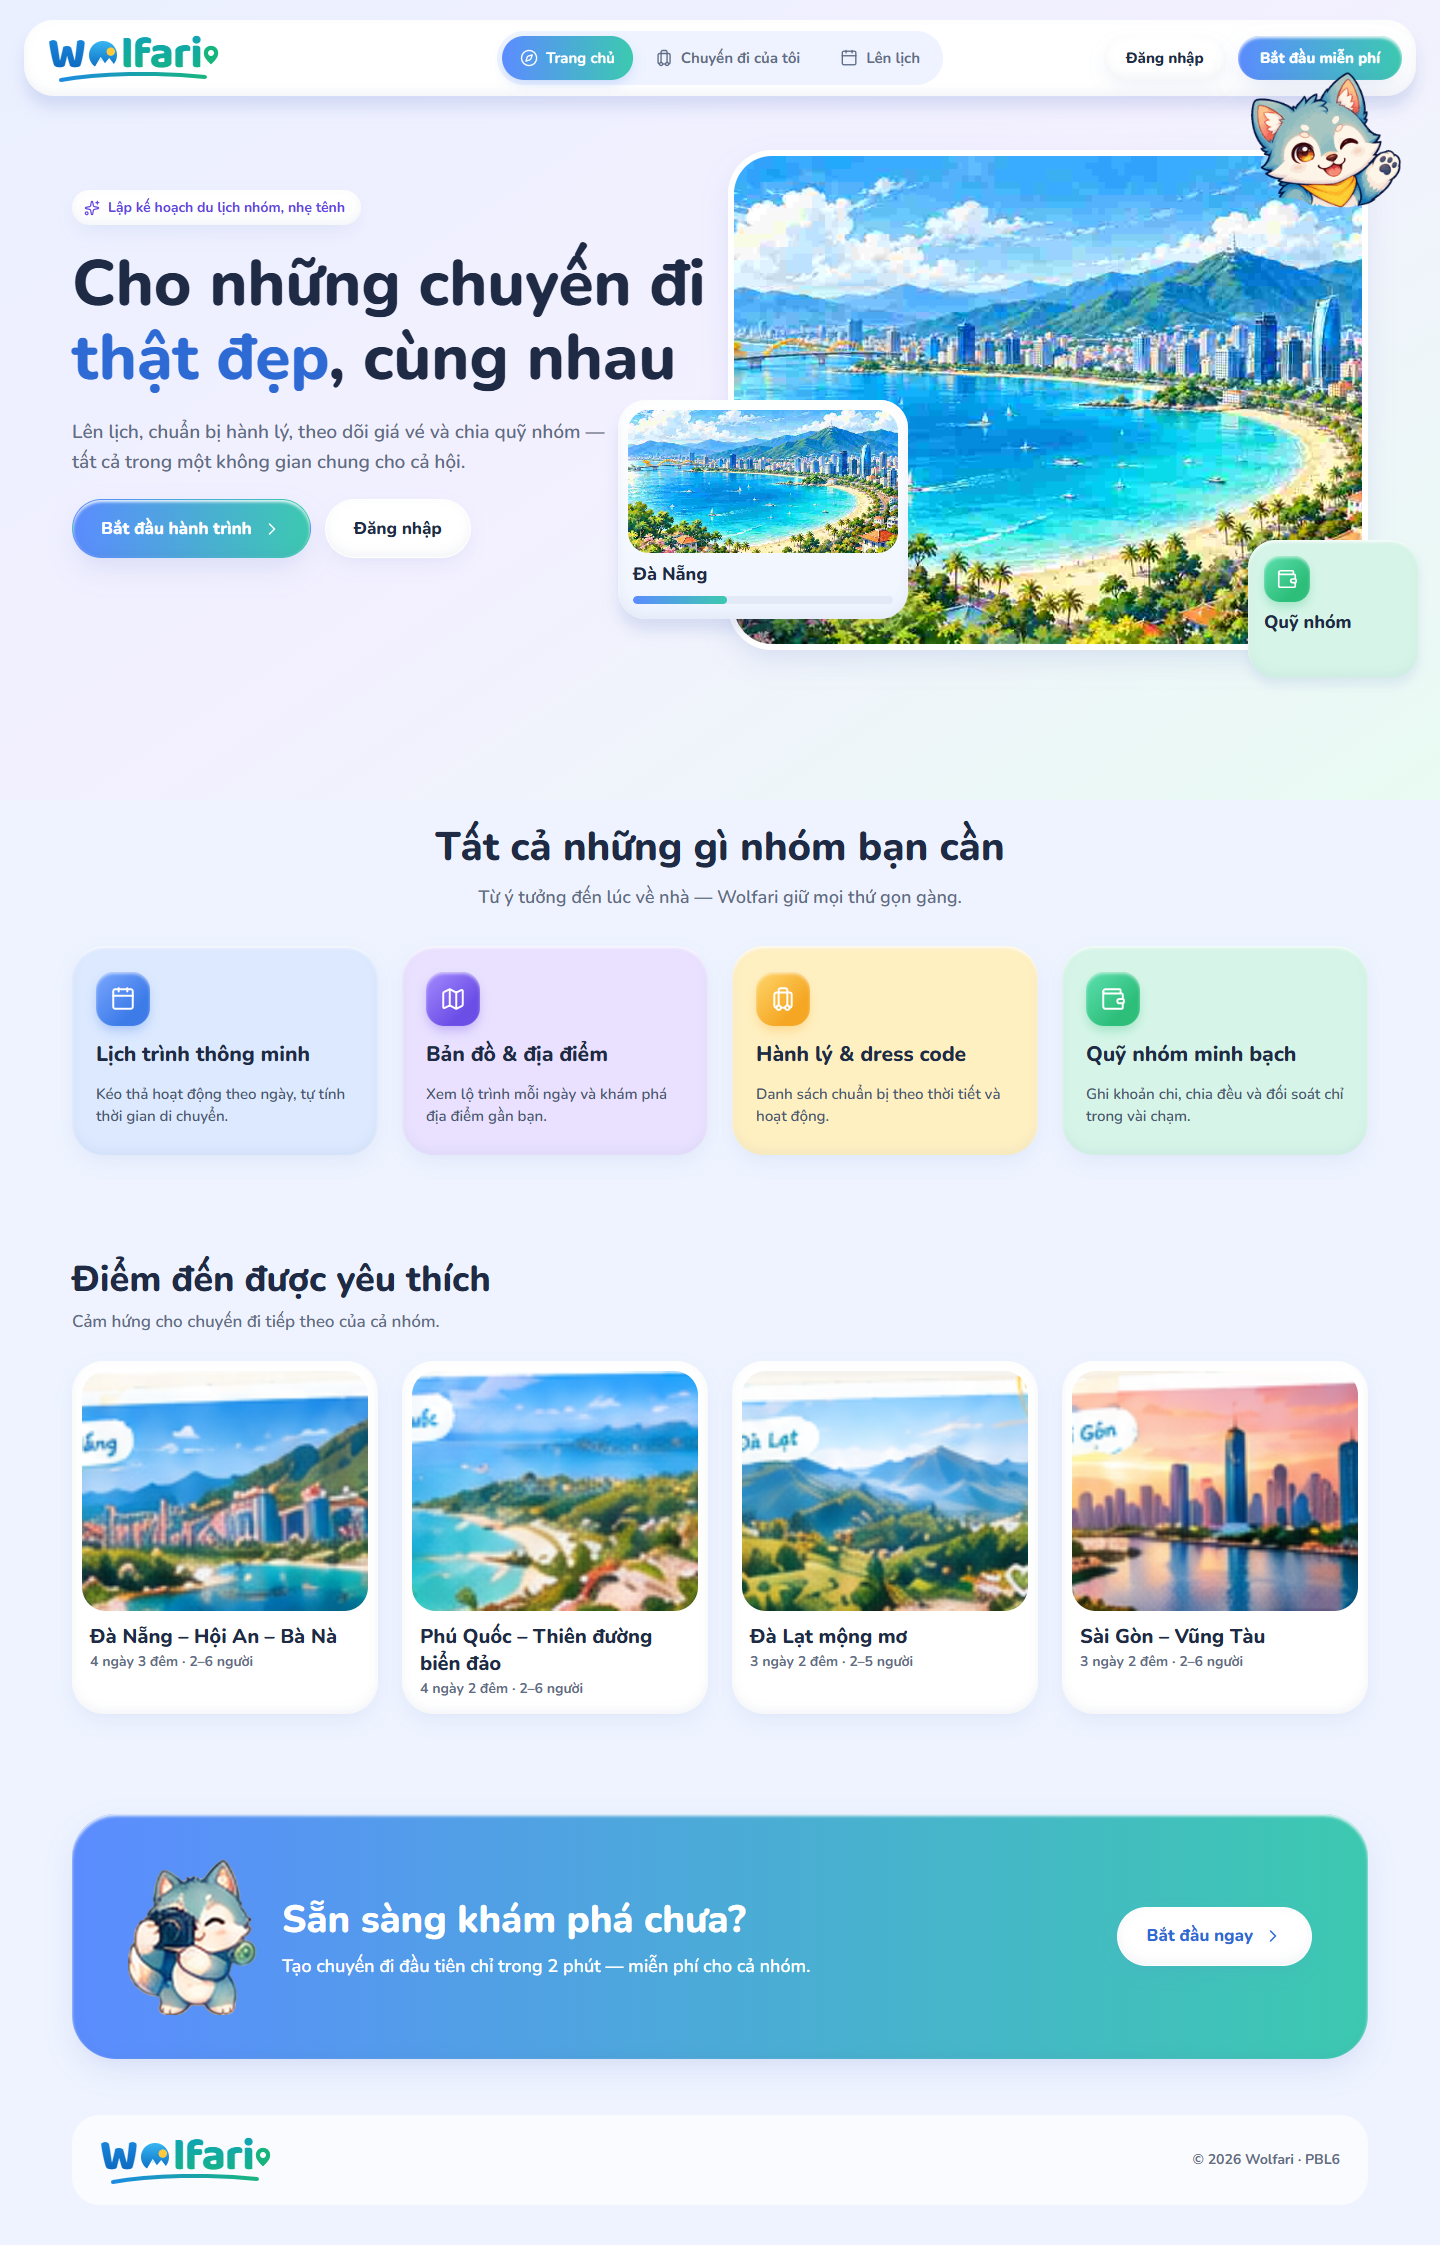 Wolfari
Trang chủ
Chuyến đi của tôi
Lên lịch
Đăng nhập
Bắt đầu miễn phí
Lập kế hoạch du lịch nhóm, nhẹ tênh
Cho những chuyến đi
thật đẹp, cùng nhau
Lên lịch, chuẩn bị hành lý, theo dõi giá vé và chia quỹ nhóm —
tất cả trong một không gian chung cho cả hội.
Bắt đầu hành trình
Đăng nhập
Đà Nẵng
Quỹ nhóm
Tất cả những gì nhóm bạn cần
Từ ý tưởng đến lúc về nhà — Wolfari giữ mọi thứ gọn gàng.
Lịch trình thông minh
Kéo thả hoạt động theo ngày, tự tính
thời gian di chuyển.
Bản đồ & địa điểm
Xem lộ trình mỗi ngày và khám phá
địa điểm gần bạn.
Hành lý & dress code
Danh sách chuẩn bị theo thời tiết và
hoạt động.
Quỹ nhóm minh bạch
Ghi khoản chi, chia đều và đối soát chỉ
trong vài chạm.
Điểm đến được yêu thích
Cảm hứng cho chuyến đi tiếp theo của cả nhóm.
Đà Lạt
Gòn
Đà Nẵng – Hội An – Bà Nà
4 ngày 3 đêm · 2–6 người
Phú Quốc – Thiên đường
biển đảo
4 ngày 2 đêm · 2–6 người
Đà Lạt mộng mơ
3 ngày 2 đêm · 2–5 người
Sài Gòn – Vũng Tàu
3 ngày 2 đêm · 2–6 người
Sẵn sàng khám phá chưa?
Tạo chuyến đi đầu tiên chỉ trong 2 phút — miễn phí cho cả nhóm.
Bắt đầu ngay
Wolfari
© 2026 Wolfari · PBL6